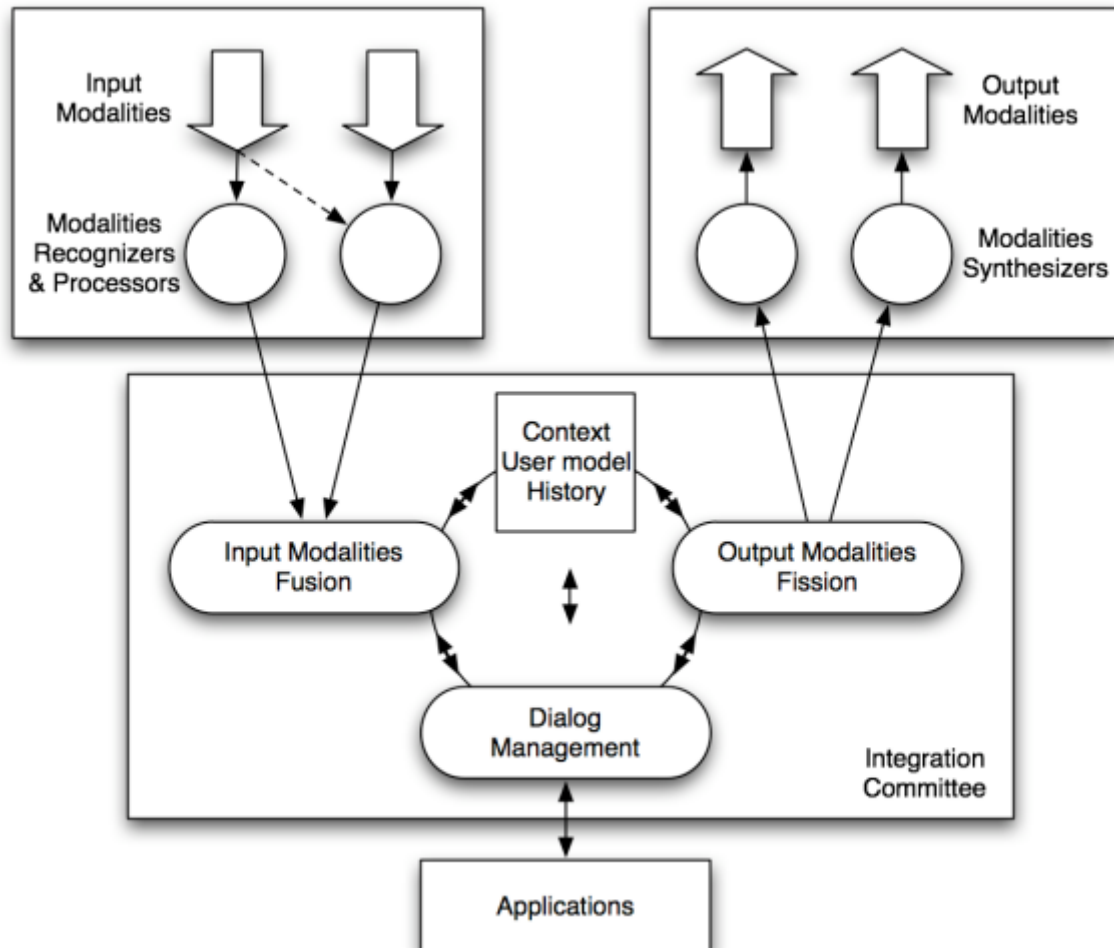 Input
Modalities
Modalities
Recognizers
& Processors
Output
Modalities
Modalities
Synthesizers
Context
User model
History
Input Modalities
Fusion
Output Modalities
Fission
Dialog
Management
Integration
Committee
Applications